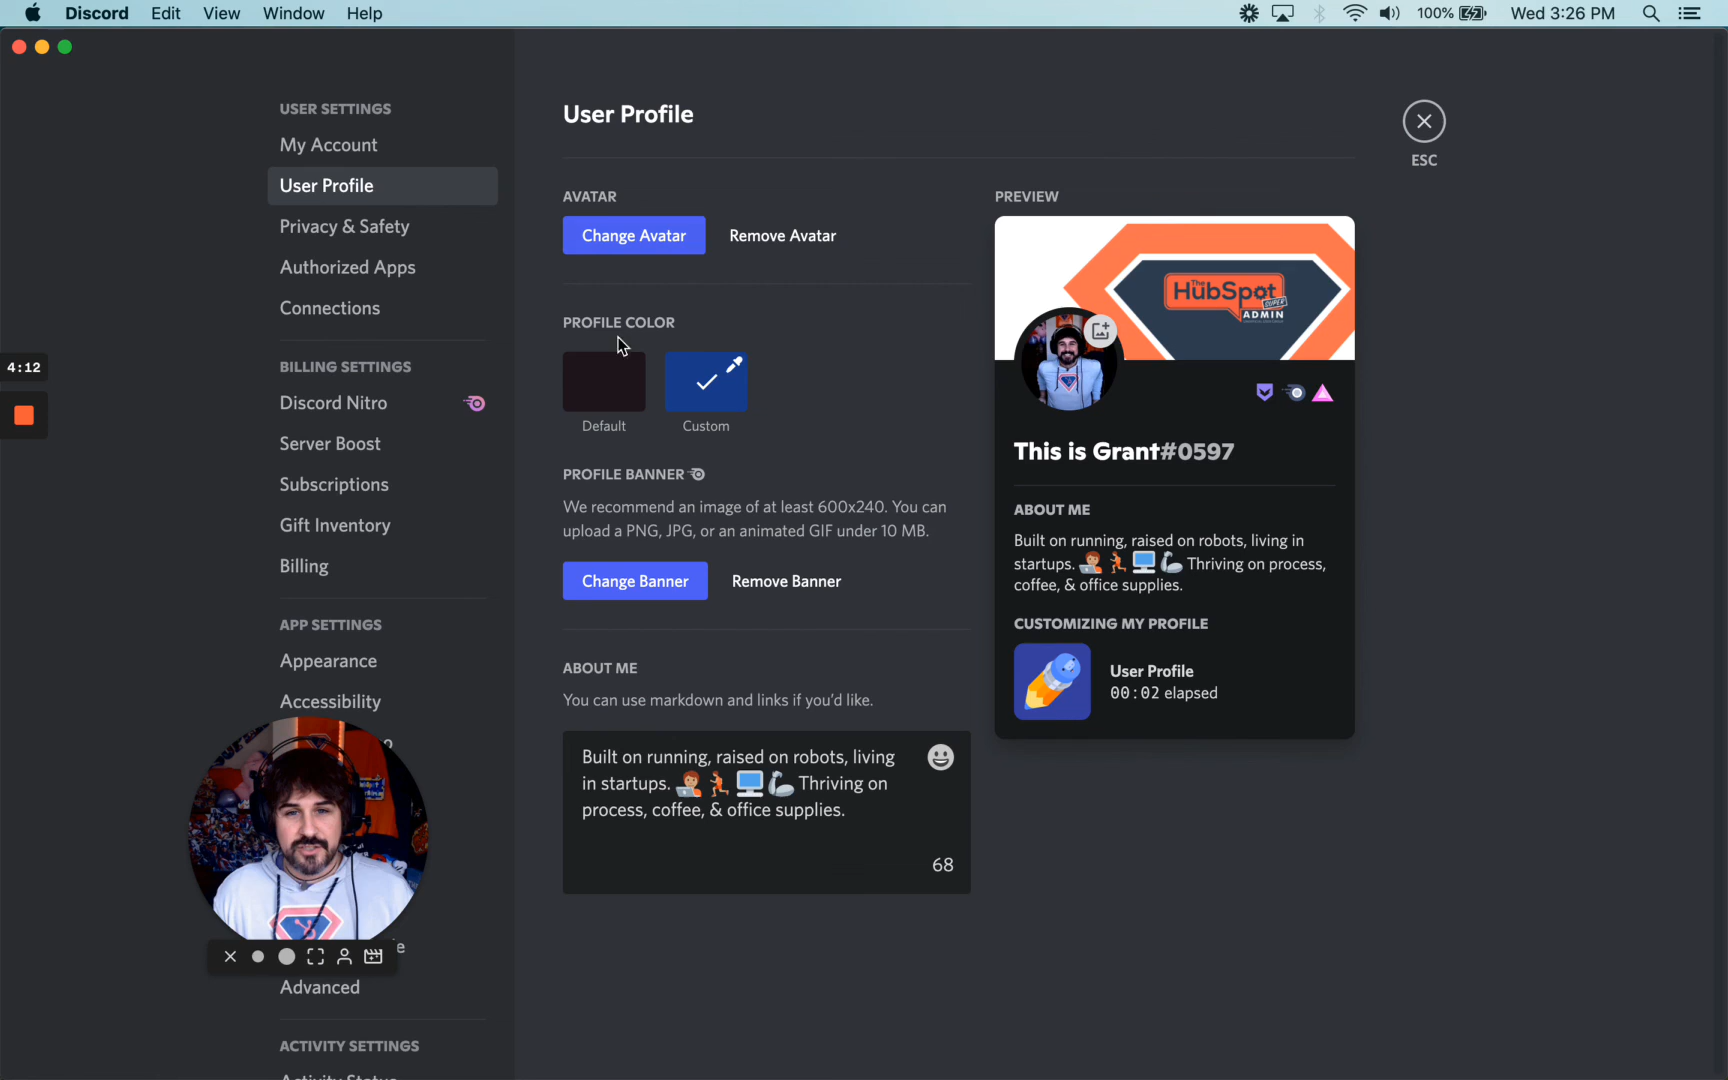 Discord Edit View Window Help
100%
Wed 3:26 PM
USER SETTINGS
My Account
User Profile
Privacy & Safety
Authorized Apps
Connections
BILLING SETTINGS
Discord Nitro
Server Boost
Subscriptions
Gift Inventory
Billing
APP SETTINGS
Appearance
Accessibility
Advanced
ACTIVITY SETTINGS
4:12
User Profile
ESC
AVATAR
Change Avatar Remove Avatar
PROFILE COLOR
Default Custom
PROFILE BANNER
We recommend an image of at least 600x240. You can
upload a PNG, JPG, or an animated GIF under 10 MB.
Change Banner Remove Banner
ABOUT ME
You can use markdown and links if you'd like.
Built on running, raised on robots, living
in startups. 🧑🏽‍💻🏃🖥️🦾 Thriving on
process, coffee, & office supplies.
68
PREVIEW
The
HubSpot
SUPER
ADMIN
This is Grant#0597
ABOUT ME
Built on running, raised on robots, living in
startups. 🧑🏽‍💻🏃🖥️🦾 Thriving on process,
coffee, & office supplies.
CUSTOMIZING MY PROFILE
User Profile
00:02 elapsed